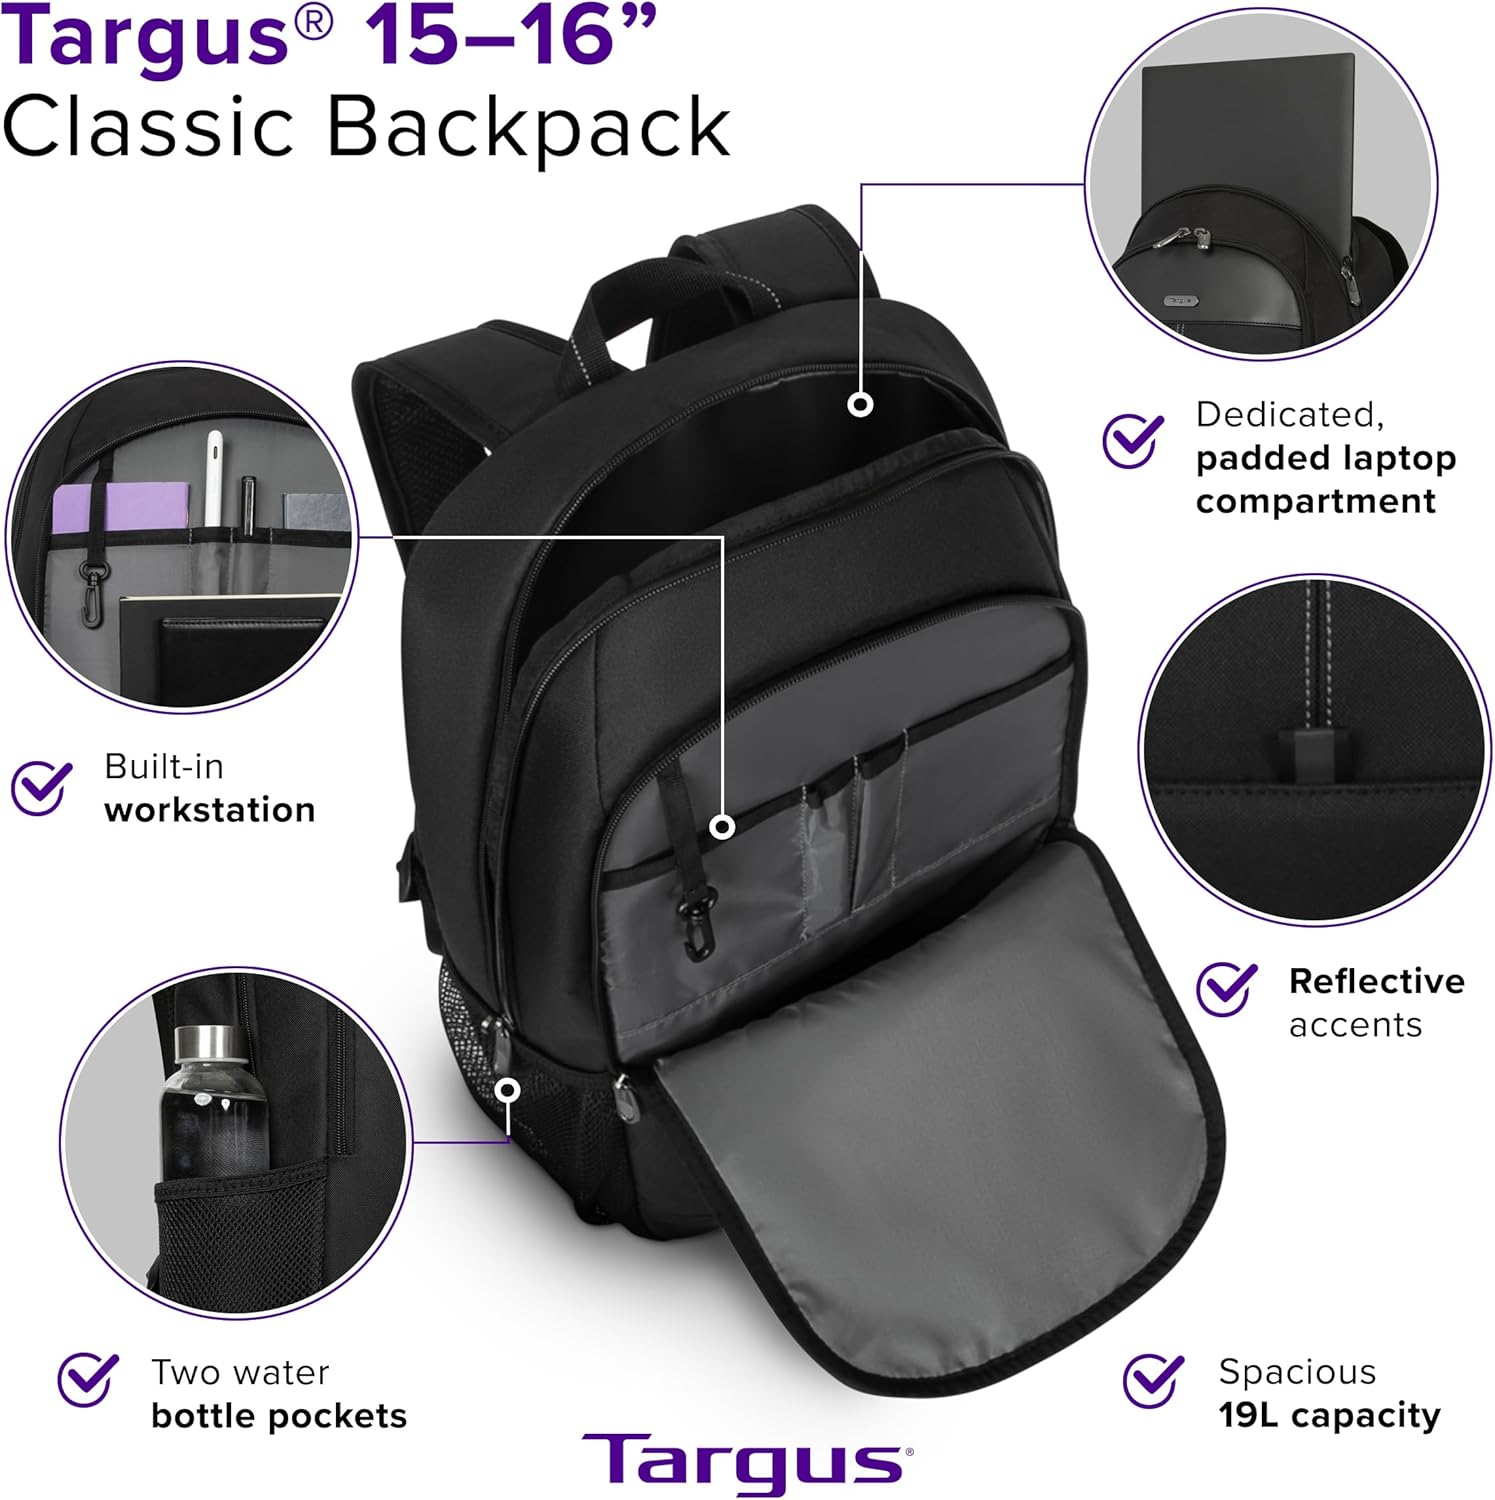 Targus® 15–16”
Classic Backpack
Dedicated,
padded laptop
compartment
Built-in
workstation
Reflective
accents
Two water
bottle pockets
Spacious
19L capacity
Targus®
Targus